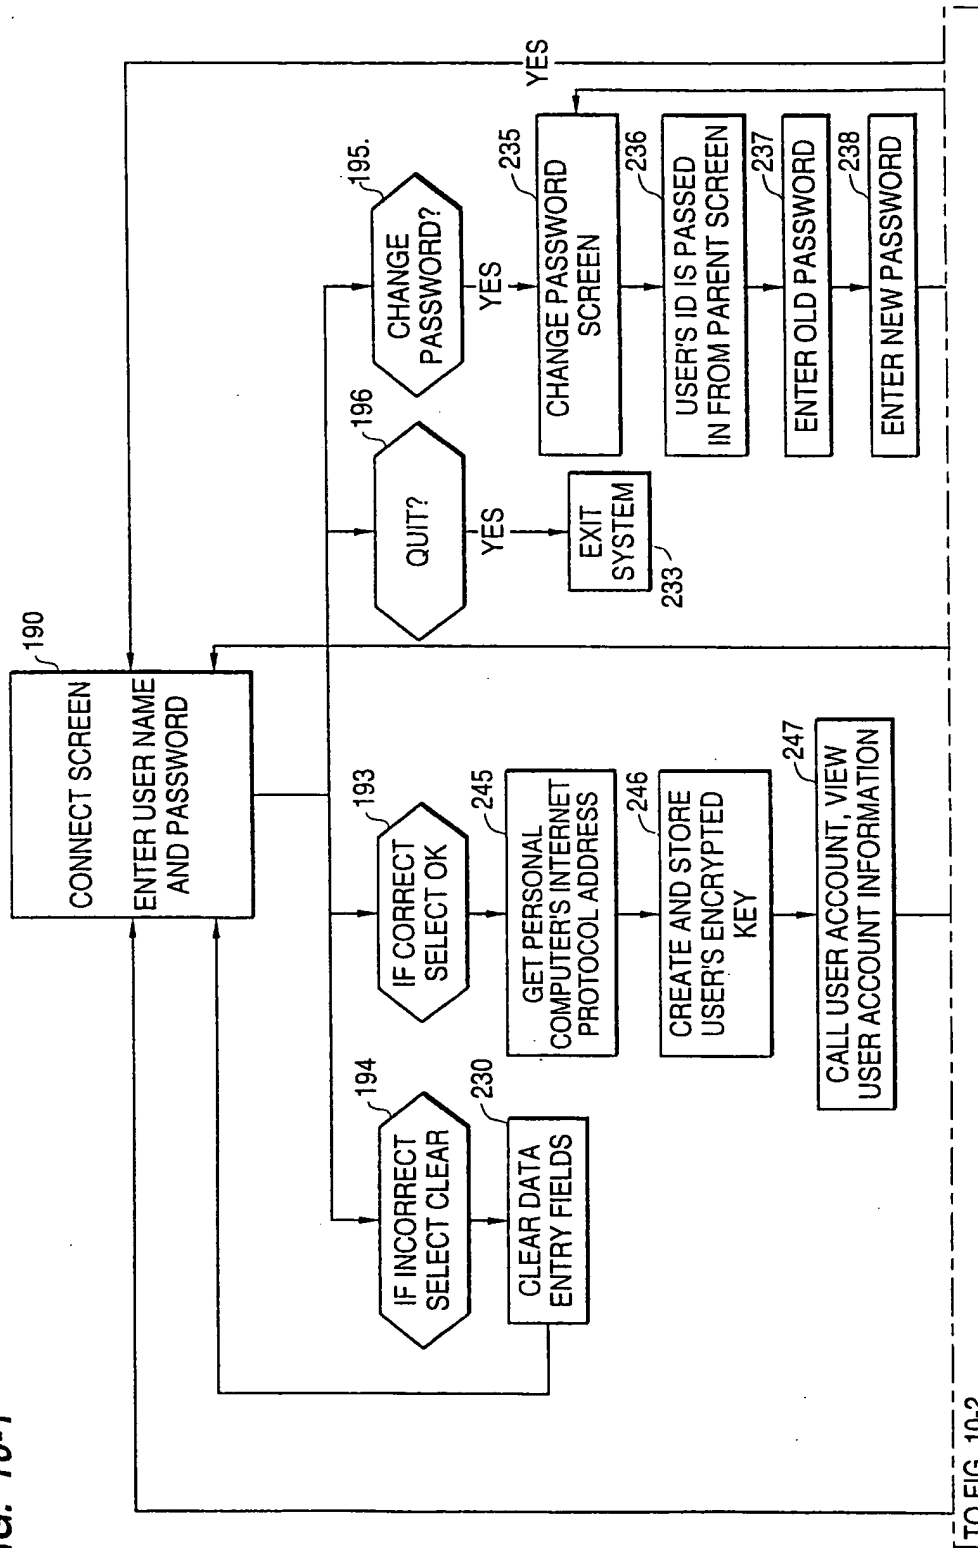 190
CONNECT SCREEN
ENTER USER NAME
AND PASSWORD
194
IF INCORRECT
SELECT CLEAR
230
CLEAR DATA
ENTRY FIELDS
193
IF CORRECT
SELECT OK
245
GET PERSONAL
COMPUTER'S INTERNET
PROTOCOL ADDRESS
246
CREATE AND STORE
USER'S ENCRYPTED
KEY
247
CALL USER ACCOUNT, VIEW
USER ACCOUNT INFORMATION
196
QUIT?
YES
EXIT
SYSTEM
233
195.
CHANGE
PASSWORD?
YES
235
CHANGE PASSWORD
SCREEN
236
USER'S ID IS PASSED
IN FROM PARENT SCREEN
237
ENTER OLD PASSWORD
238
ENTER NEW PASSWORD
YES
TO FIG. 10-2